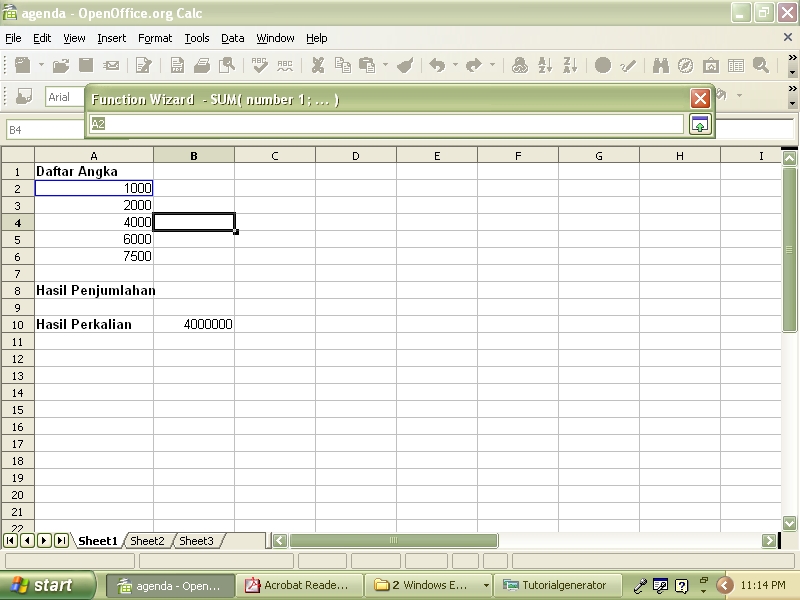 agenda - OpenOffice.org Calc
File Edit View Insert Format Tools Data Window Help
Arial
Function Wizard - SUM( number 1; ... )
B4
A2
A B C D E F G H I
1 Daftar Angka
2 1000
3 2000
4 4000
5 6000
6 7500
7
8 Hasil Penjumlahan
9
10 Hasil Perkalian 4000000
11
12
13
14
15
16
17
18
19
20
21
22
Sheet1 Sheet2 Sheet3
start agenda - Open... Acrobat Reade... 2 Windows E... Tutorialgenerator 11:14 PM